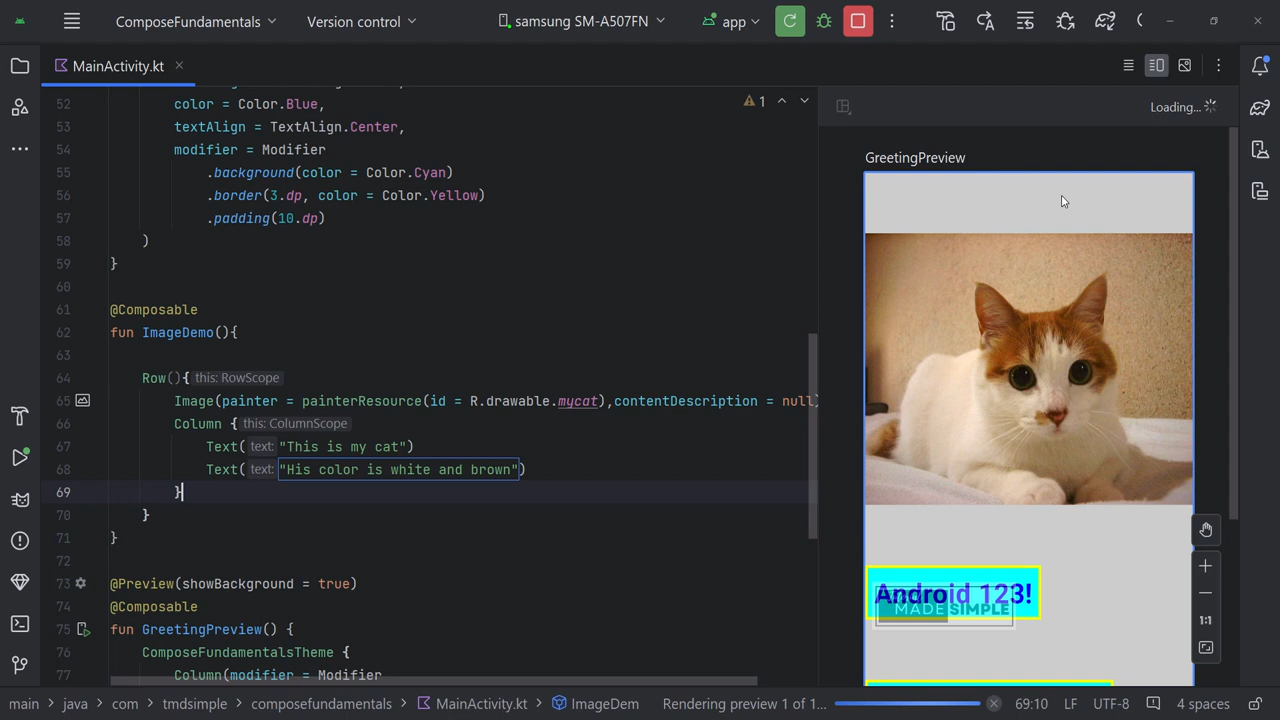 ComposeFundamentals Version control samsung SM-A507FN app
MainActivity.kt
1 Loading...
52 color = Color.Blue,
53 textAlign = TextAlign.Center,
54 modifier = Modifier
55 .background(color = Color.Cyan)
56 .border(3.dp, color = Color.Yellow)
57 .padding(10.dp)
58 )
59 }
60
61 @Composable
62 fun ImageDemo(){
63
64 Row(){ this: RowScope
65 Image(painter = painterResource(id = R.drawable.mycat),contentDescription = null)
66 Column { this: ColumnScope
67 Text( text: "This is my cat")
68 Text( text: "His color is white and brown")
69 }
70 }
71 }
72
73 @Preview(showBackground = true)
74 @Composable
75 fun GreetingPreview() {
76 ComposeFundamentalsTheme {
77 Column(modifier = Modifier
GreetingPreview
Android 123!
MADE SIMPLE
1:1
main java com tmdsimple composefundamentals MainActivity.kt ImageDem Rendering preview 1 of 1... 69:10 LF UTF-8 4 spaces